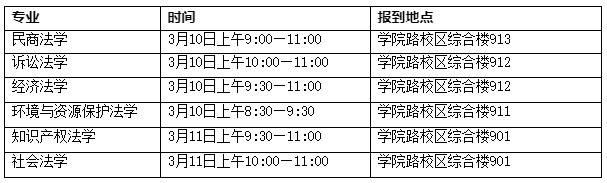 专业 时间 报到地点
民商法学 3月10日上午9:00—11:00 学院路校区综合楼913
诉讼法学 3月10日上午10:00—11:00 学院路校区综合楼912
经济法学 3月10日上午9:30—11:00 学院路校区综合楼912
环境与资源保护法学 3月10日上午8:30—9:30 学院路校区综合楼911
知识产权法学 3月11日上午9:30—11:00 学院路校区综合楼901
社会法学 3月11日上午10:00—11:00 学院路校区综合楼901